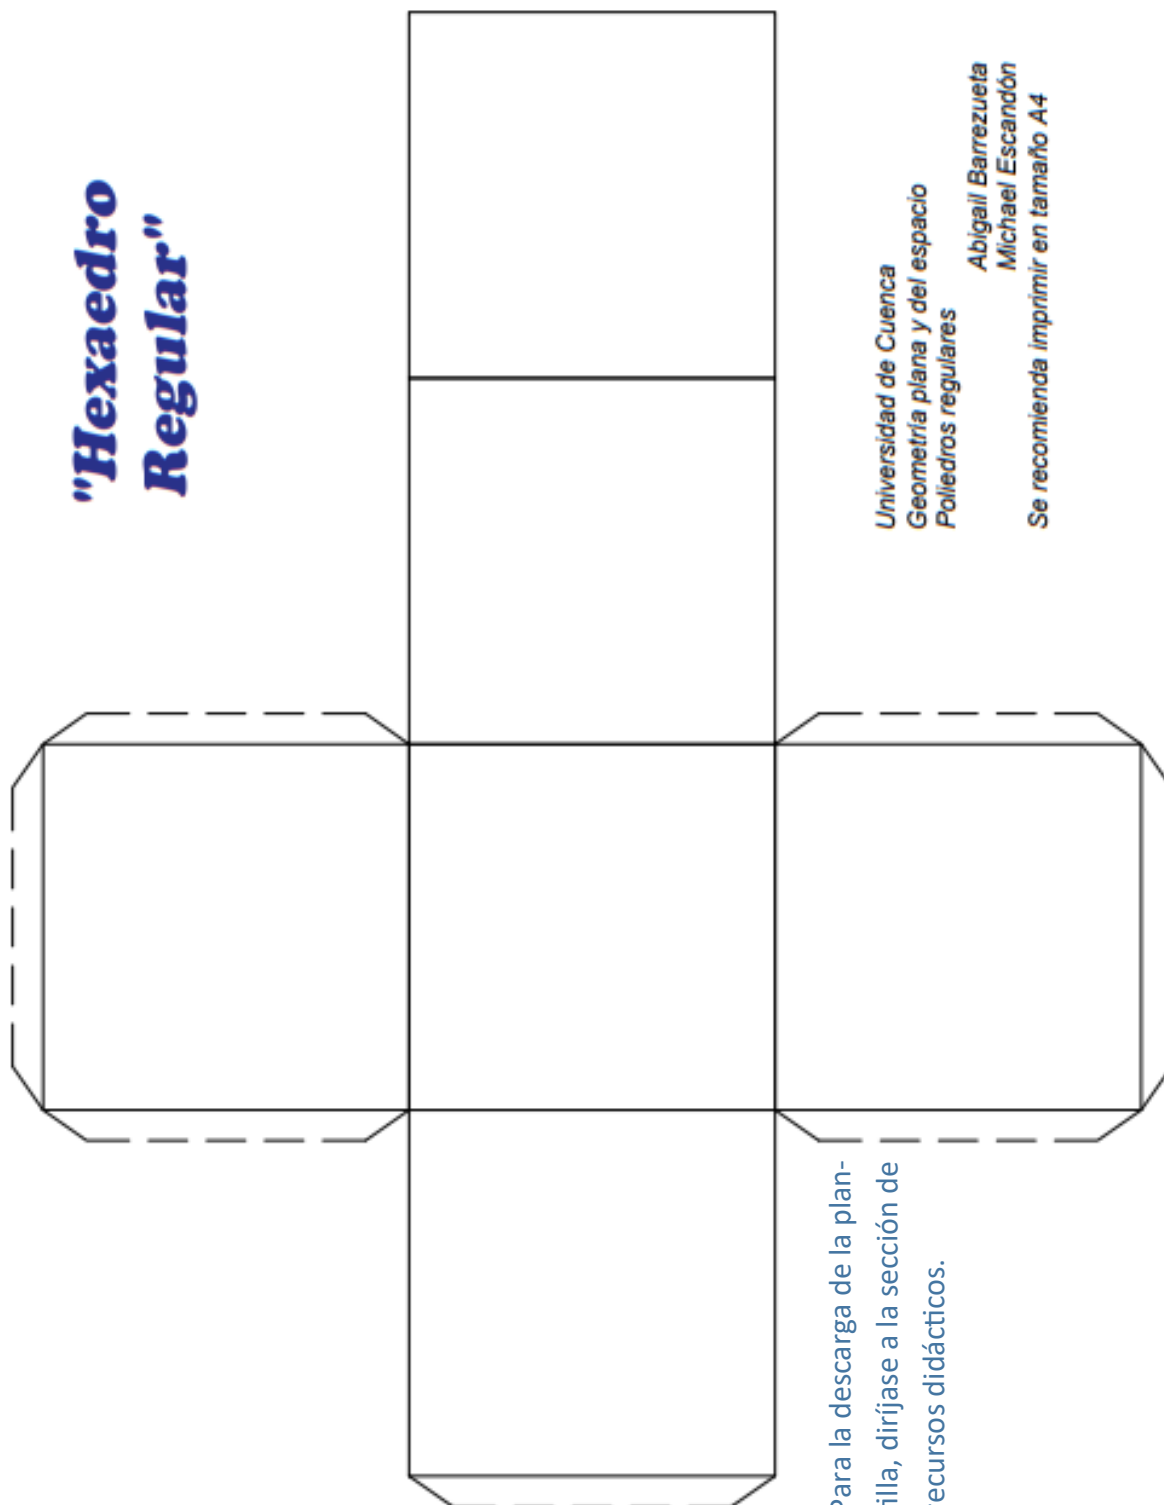 "Hexaedro
Regular"
Universidad de Cuenca
Geometría plana y del espacio
Poliedros regulares
Abigail Barrezueta
Michael Escandón
Se recomienda imprimir en tamaño A4
Para la descarga de la plan-
tilla, diríjase a la sección de
recursos didácticos.